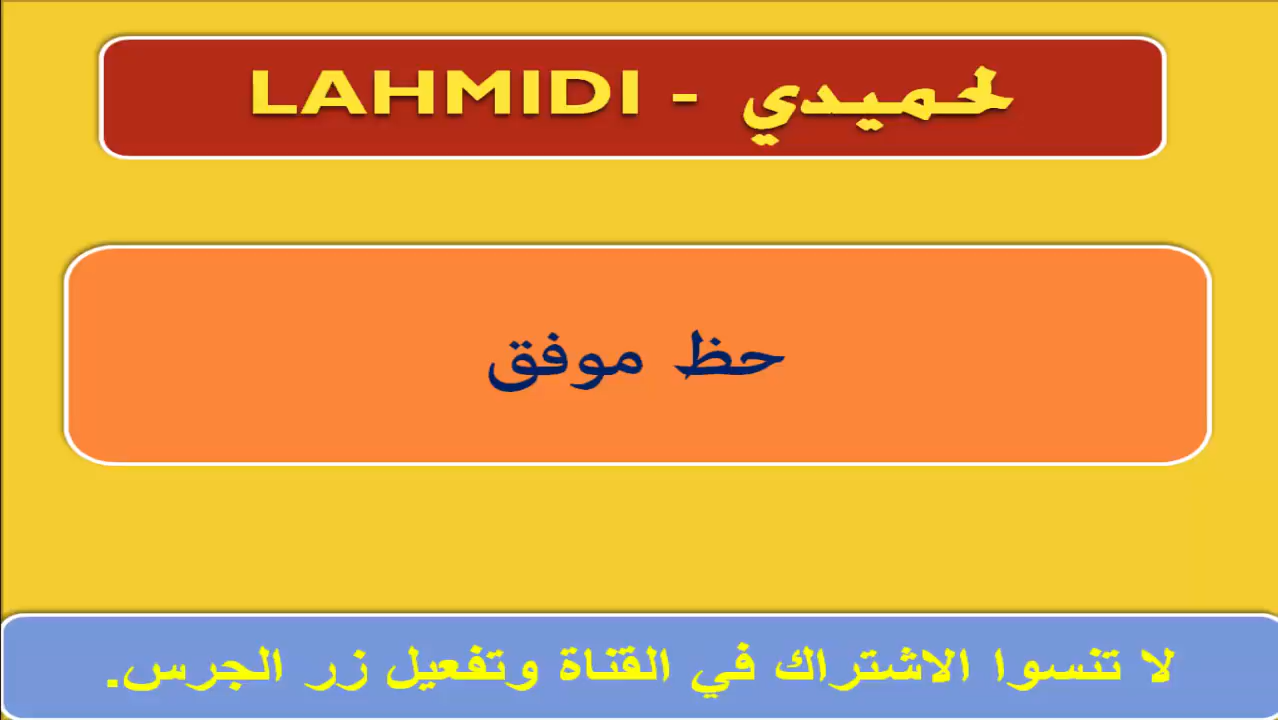 لحميدي - LAHMIDI
حظ موفق
لا تنسوا الاشتراك في القناة وتفعيل زر الجرس.